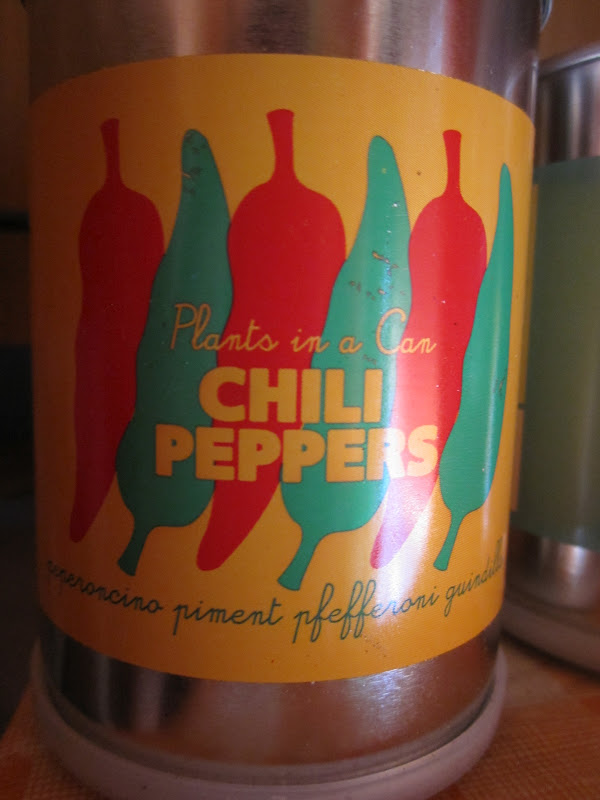 Plants in a Can
CHILI
PEPPERS
peperoncino piment pfefferoni guindilla